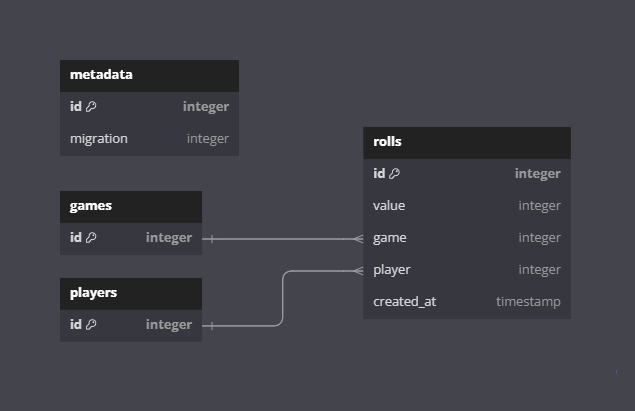 metadata
id integer
migration integer
games
id integer
players
id integer
rolls
id integer
value integer
game integer
player integer
created_at timestamp